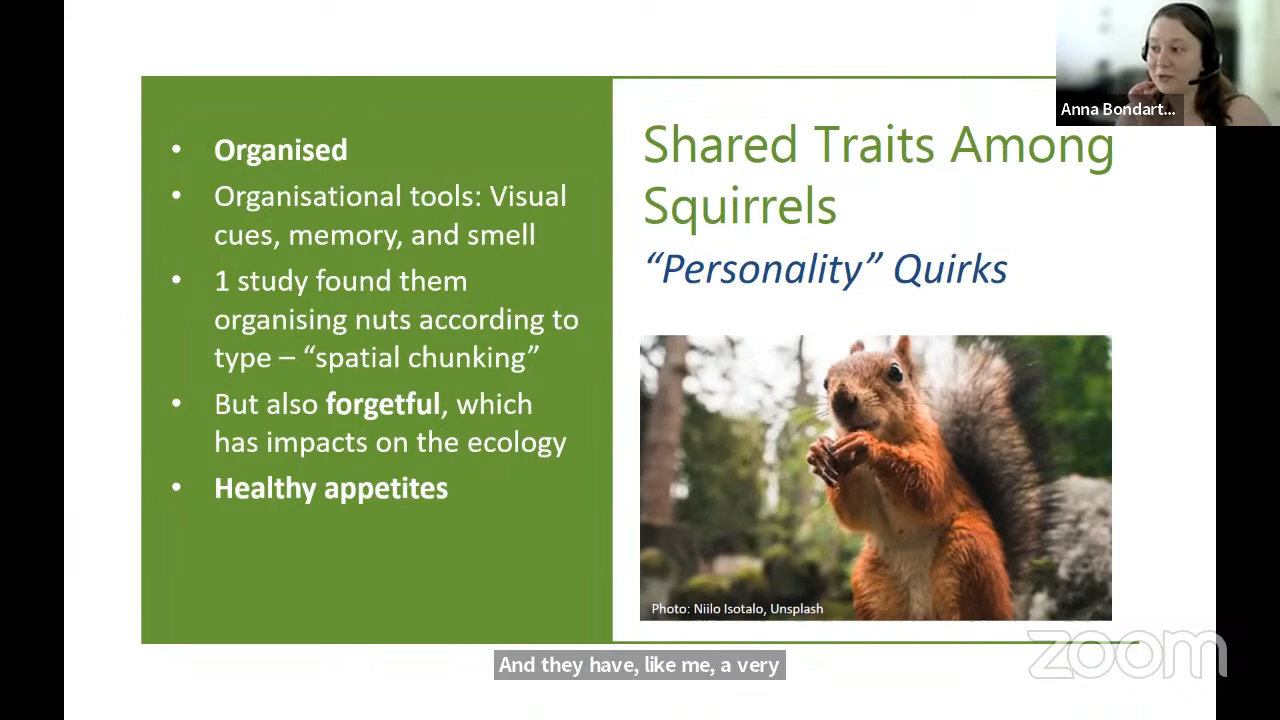 Anna Bondart...
• Organised
• Organisational tools: Visual
cues, memory, and smell
• 1 study found them
organising nuts according to
type – “spatial chunking”
• But also forgetful, which
has impacts on the ecology
• Healthy appetites
Shared Traits Among
Squirrels
“Personality” Quirks
Photo: Niilo Isotalo, Unsplash
And they have, like me, a very
zoom